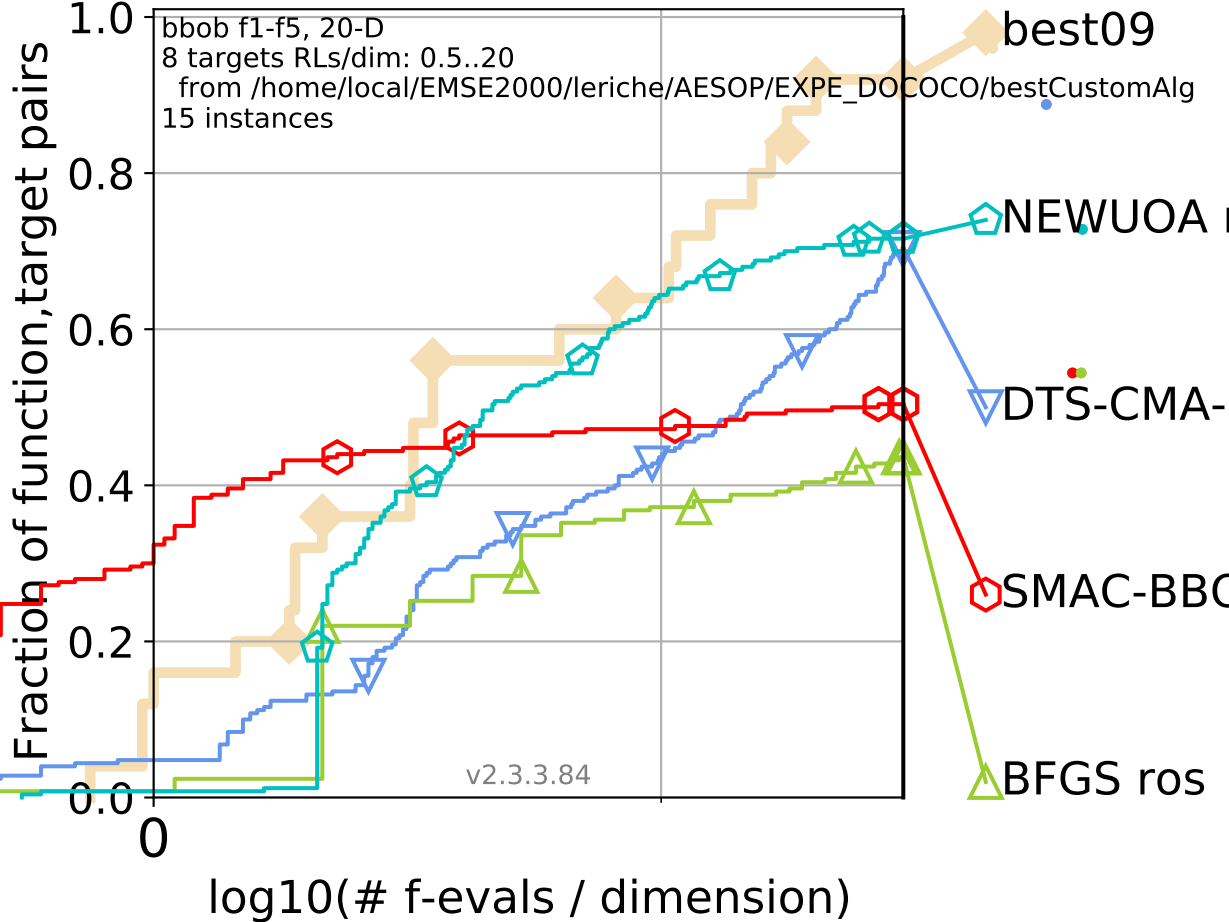 bbob f1-f5, 20-D
8 targets RLs/dim: 0.5..20
from /home/local/EMSE2000/leriche/AESOP/EXPE_DOCOCO/bestCustomAlg
15 instances
Fraction of function,target pairs
1.0
0.8
0.6
0.4
0.2
0.0
best09
NEWUOA
DTS-CMA-
SMAC-BBO
BFGS ros
v2.3.3.84
0
log10(# f-evals / dimension)